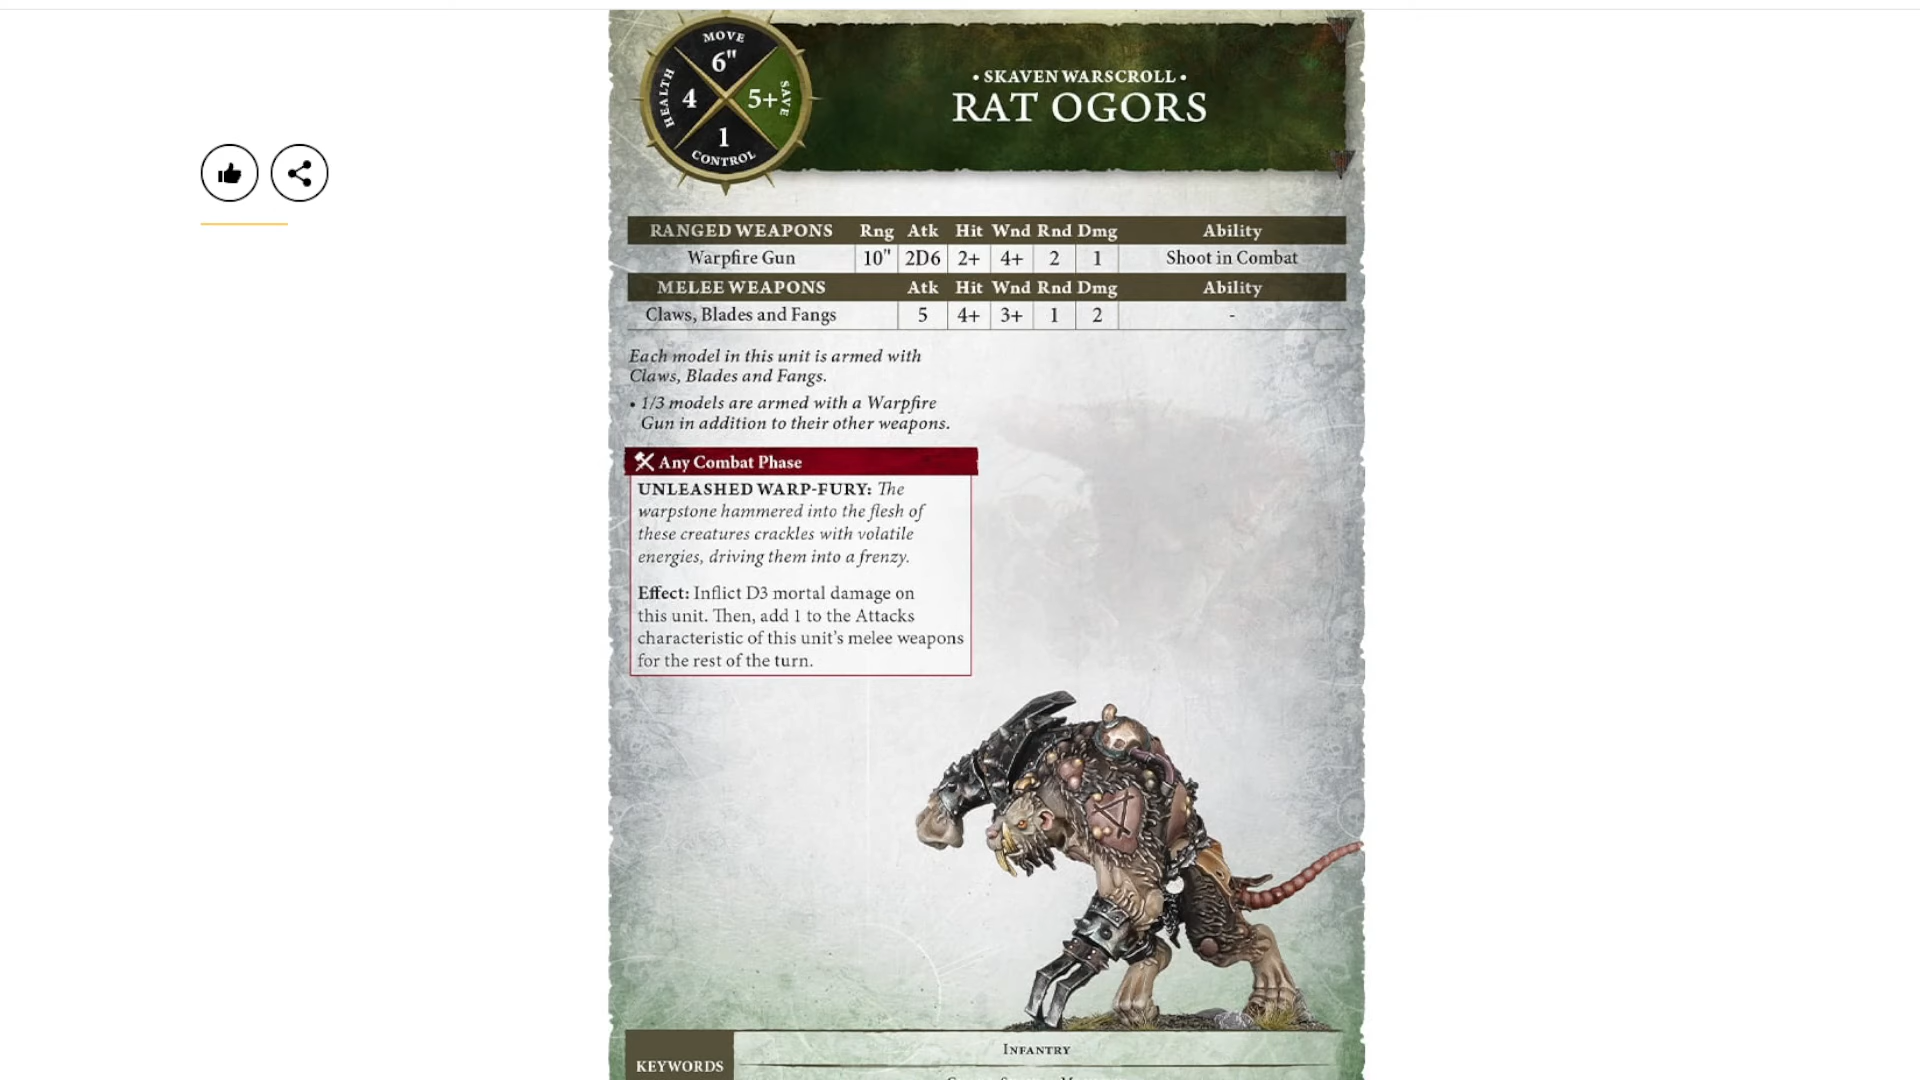 MOVE
6"
HEALTH
4
5+
SAVE
1
CONTROL
• SKAVEN WARSCROLL •
RAT OGORS
RANGED WEAPONS Rng Atk Hit Wnd Rnd Dmg Ability
Warpfire Gun 10" 2D6 2+ 4+ 2 1 Shoot in Combat
MELEE WEAPONS Atk Hit Wnd Rnd Dmg Ability
Claws, Blades and Fangs 5 4+ 3+ 1 2 -
Each model in this unit is armed with
Claws, Blades and Fangs.
• 1/3 models are armed with a Warpfire
Gun in addition to their other weapons.
Any Combat Phase
UNLEASHED WARP-FURY: The
warpstone hammered into the flesh of
these creatures crackles with volatile
energies, driving them into a frenzy.
Effect: Inflict D3 mortal damage on
this unit. Then, add 1 to the Attacks
characteristic of this unit's melee weapons
for the rest of the turn.
KEYWORDS
INFANTRY